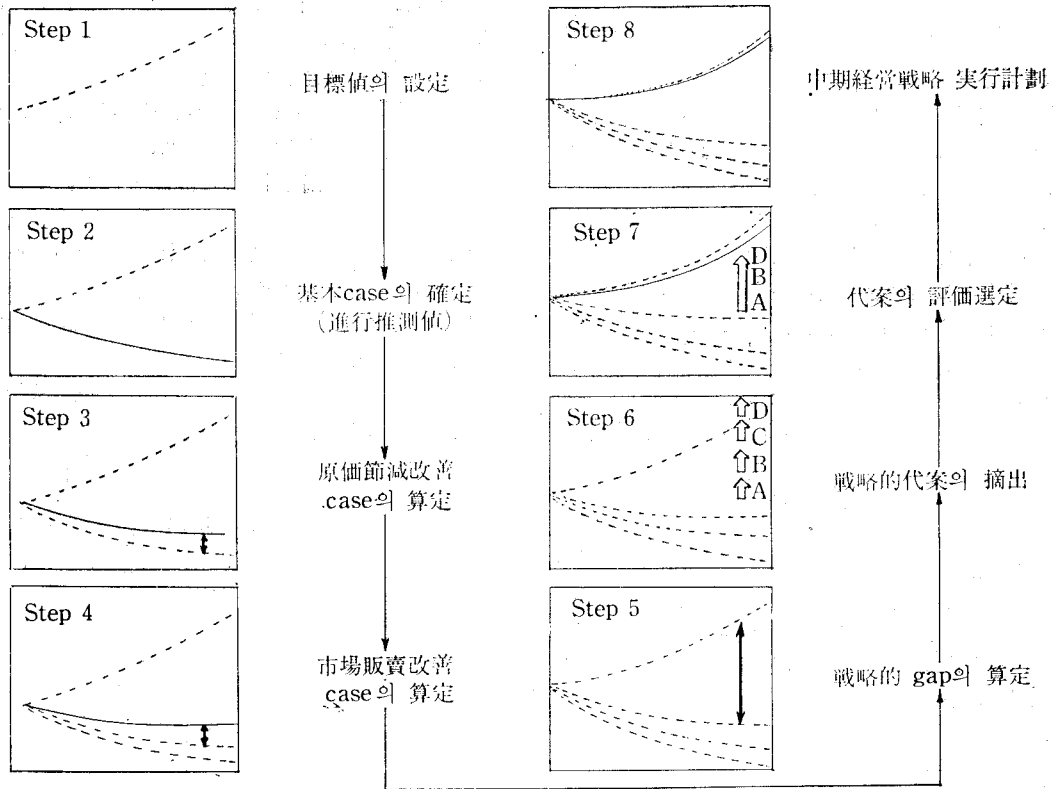 Step 1
目標値의 設定
Step 2
基本case의 確定
(進行推測値)
Step 3
原価節減改善
case의 算定
Step 4
市場販賣改善
case의 算定
Step 5
戦略的 gap의 算定
Step 6
D
C
B
A
戦略的代案의 摘出
Step 7
D
B
A
代案의 評価選定
Step 8
中期経営戦略 実行計劃